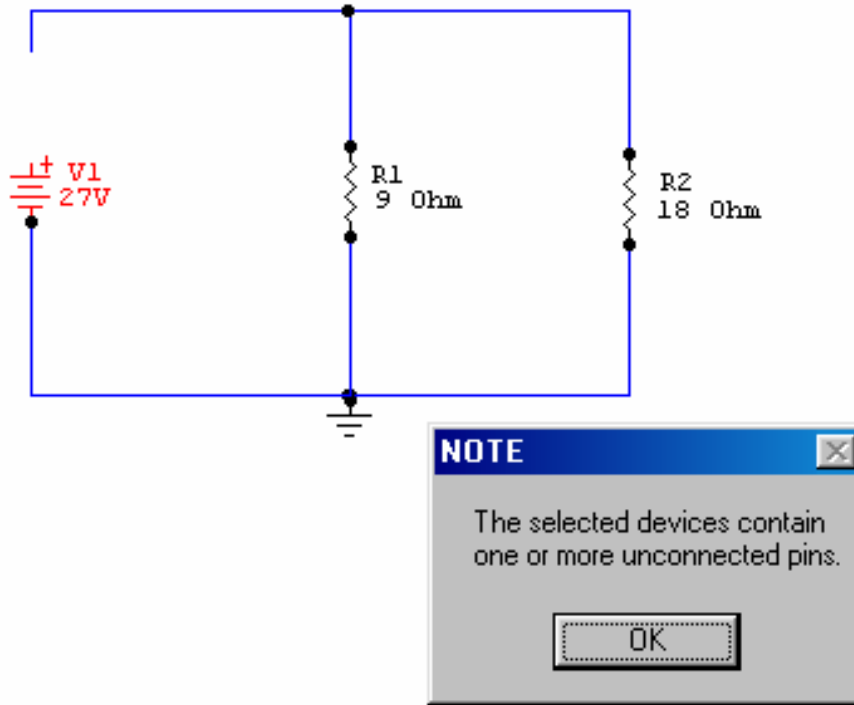 + V1
27V
R1
9 Ohm
R2
18 Ohm
NOTE
The selected devices contain
one or more unconnected pins.
OK